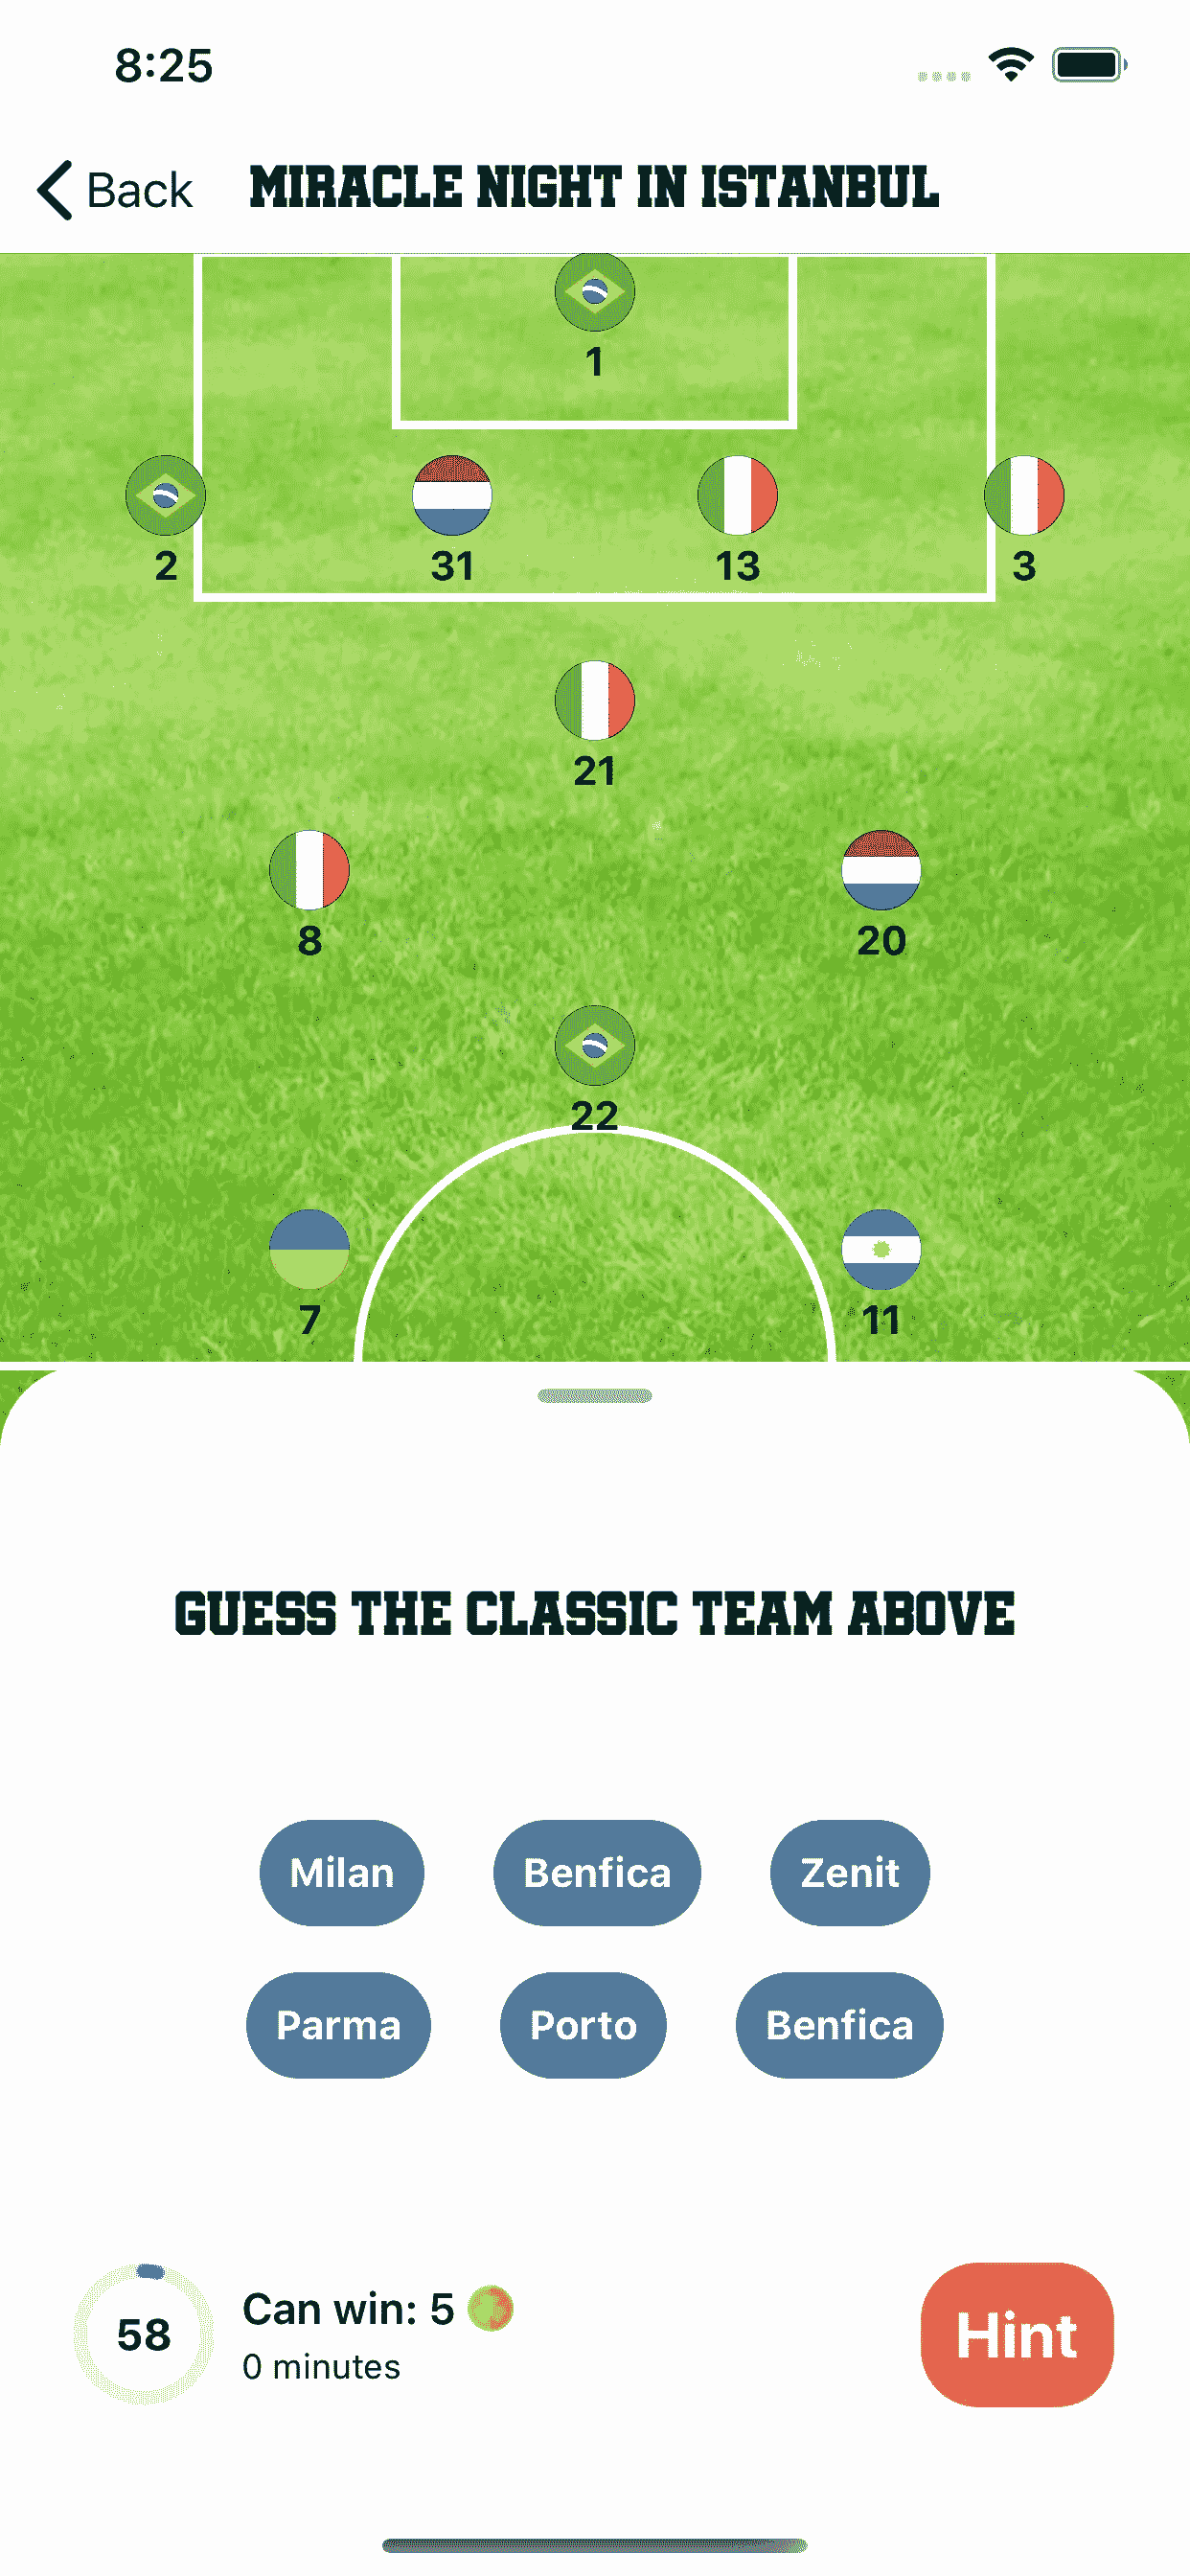 8:25
Back MIRACLE NIGHT IN ISTANBUL
1
2 31 13 3
21
8 20
22
7 11
GUESS THE CLASSIC TEAM ABOVE
Milan Benfica Zenit
Parma Porto Benfica
58 Can win: 5
0 minutes
Hint